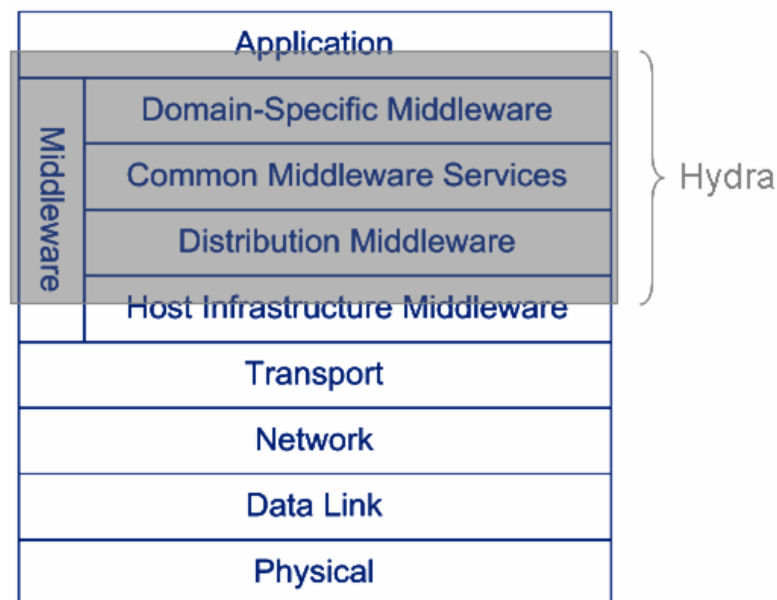 Application
Middleware
Domain-Specific Middleware
Common Middleware Services
Distribution Middleware
Host Infrastructure Middleware
Hydra
Transport
Network
Data Link
Physical